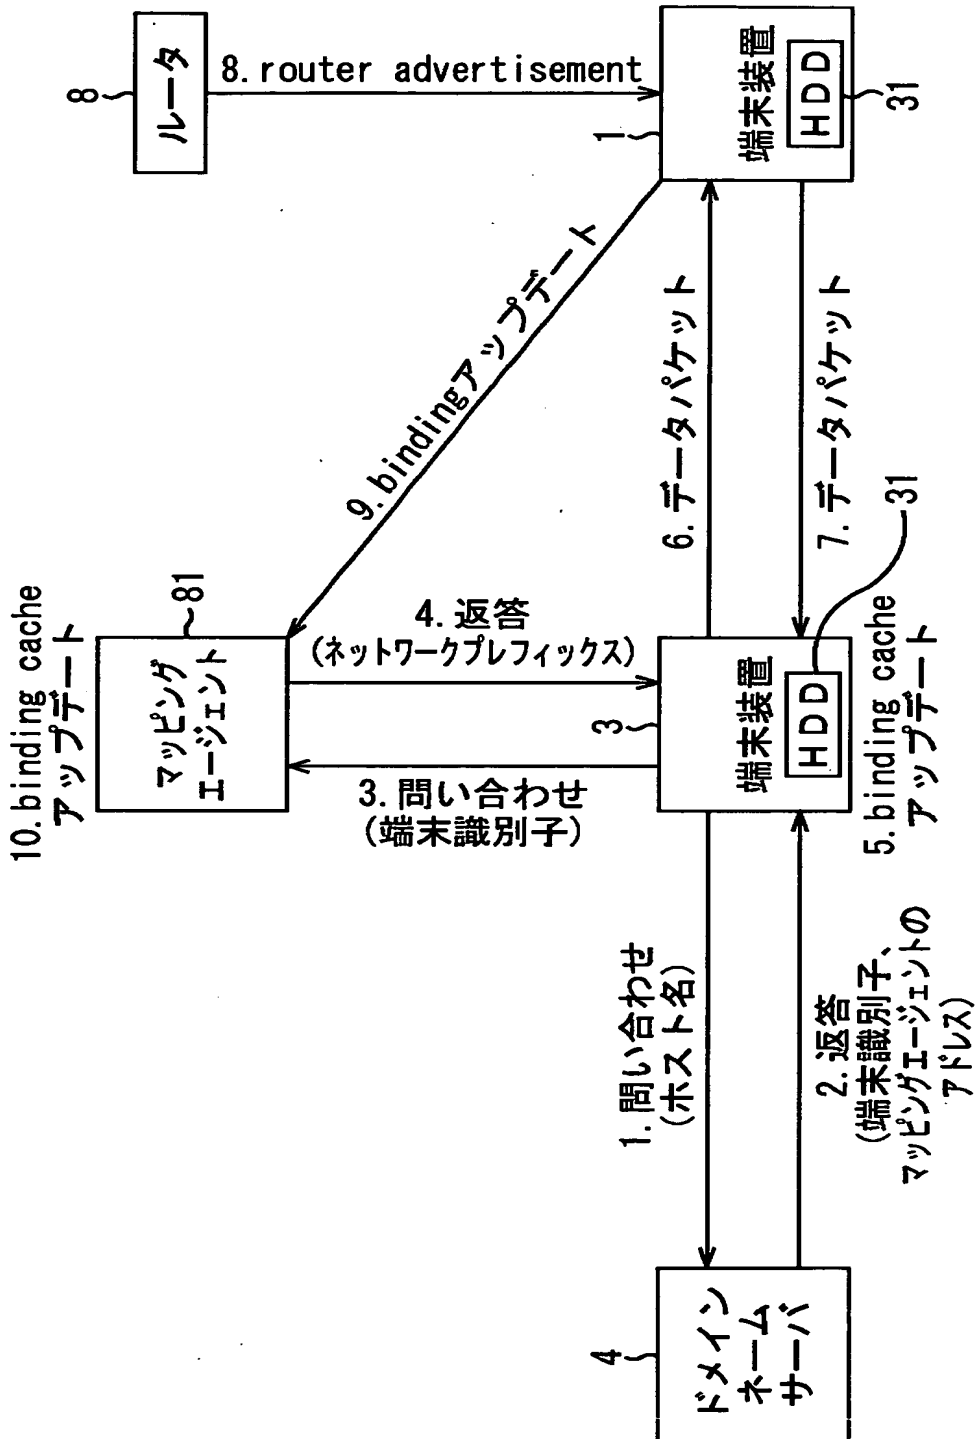 10.binding cache
アップデート
マッピング
エージェント
81
8
ルータ
8.router advertisement
9.bindingアップデート
4.返答
(ネットワークプレフィックス)
3.問い合わせ
(端末識別子)
1.問い合わせ
(ホスト名)
2.返答
(端末識別子、
マッピングエージェントの
アドレス)
4
ドメイン
ネーム
サーバ
3
端末装置
HDD
31
5.binding cache
アップデート
6.データパケット
7.データパケット
1
端末装置
HDD
31